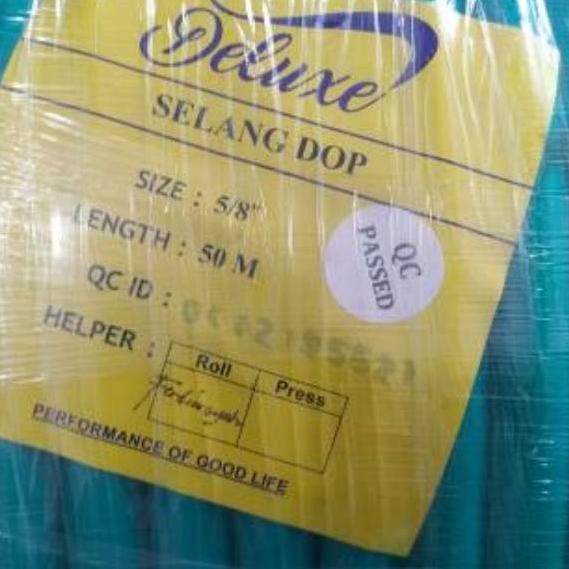 Deluxe
SELANG DOP
SIZE : 5/8"
LENGTH : 50 M
QC PASSED
QC ID :
HELPER :
Roll Press
PERFORMANCE OF GOOD LIFE